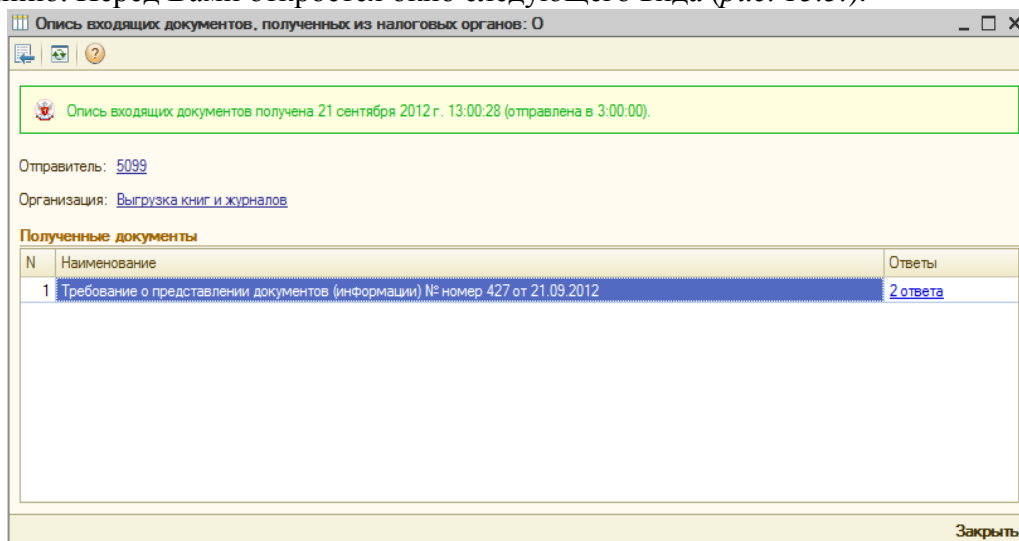 нию. Перед Вами откроется окно следующего вида (рис. 13.3.).
Опись входящих документов, полученных из налоговых органов: О
Опись входящих документов получена 21 сентября 2012 г. 13:00:28 (отправлена в 3:00:00).
Отправитель: 5099
Организация: Выгрузка книг и журналов
Полученные документы
N Наименование Ответы
1 Требование о представлении документов (информации) № номер 427 от 21.09.2012 2 ответа
Закрыть